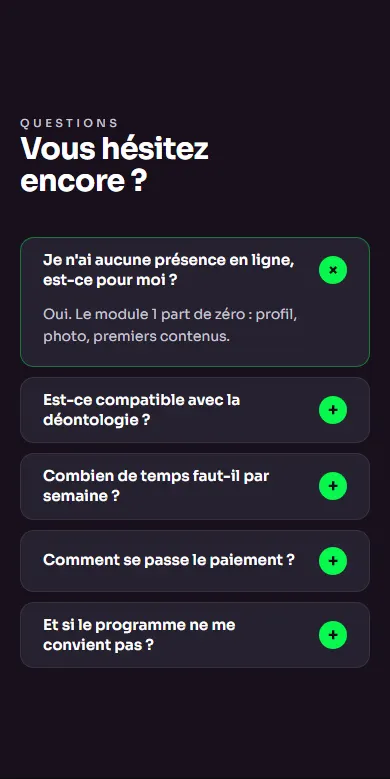 QUESTIONS
Vous hésitez
encore ?
Je n'ai aucune présence en ligne,
est-ce pour moi ?
Oui. Le module 1 part de zéro : profil,
photo, premiers contenus.
Est-ce compatible avec la
déontologie ?
Combien de temps faut-il par
semaine ?
Comment se passe le paiement ?
Et si le programme ne me
convient pas ?